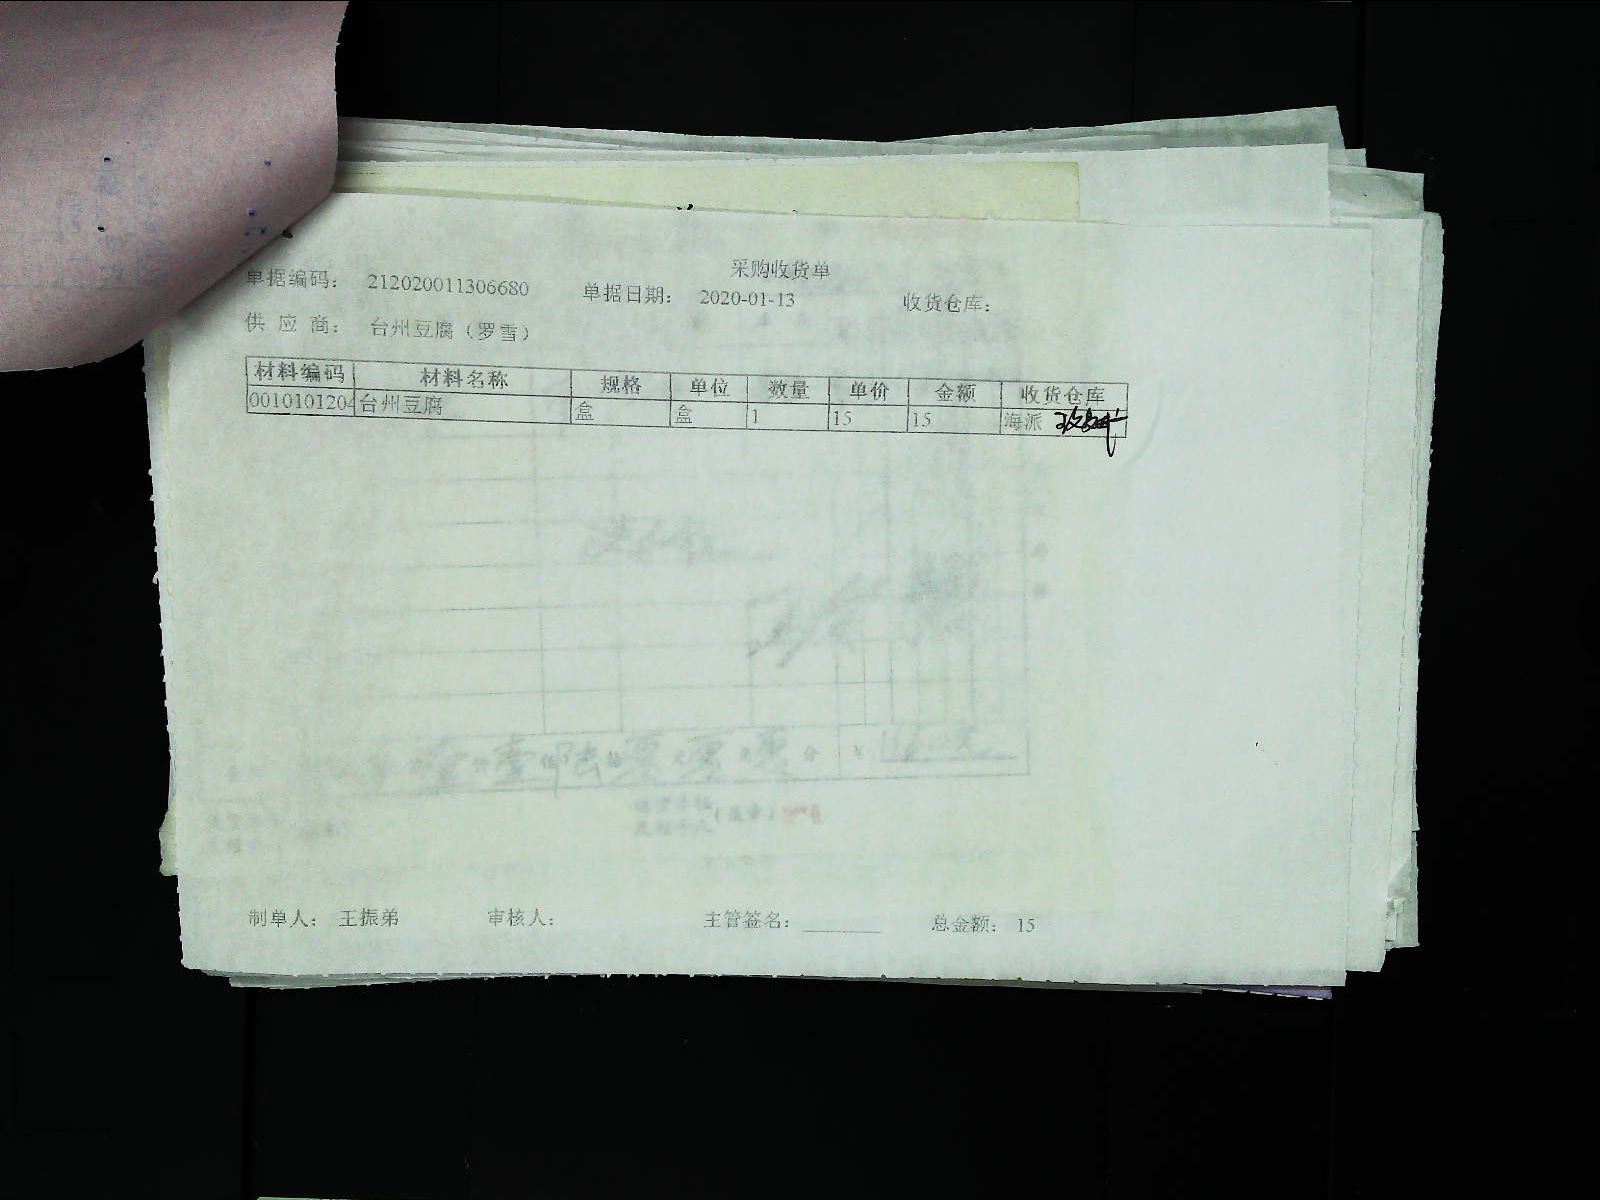 采购收货单
单据编码： 212020011306680 单据日期： 2020-01-13 收货仓库：
供 应 商： 台州豆腐（罗雪）
材料编码 材料名称 规格 单位 数量 单价 金额 收货仓库
0010101204 台州豆腐 盒 盒 1 15 15 海派
制单人： 王振弟 审核人： 主管签名： 总金额： 15